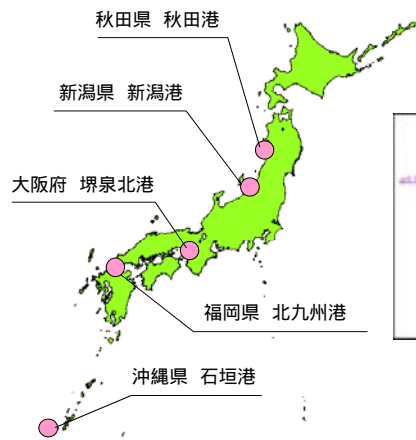 秋田県 秋田港
新潟県 新潟港
大阪府 堺泉北港
福岡県 北九州港
沖縄県 石垣港